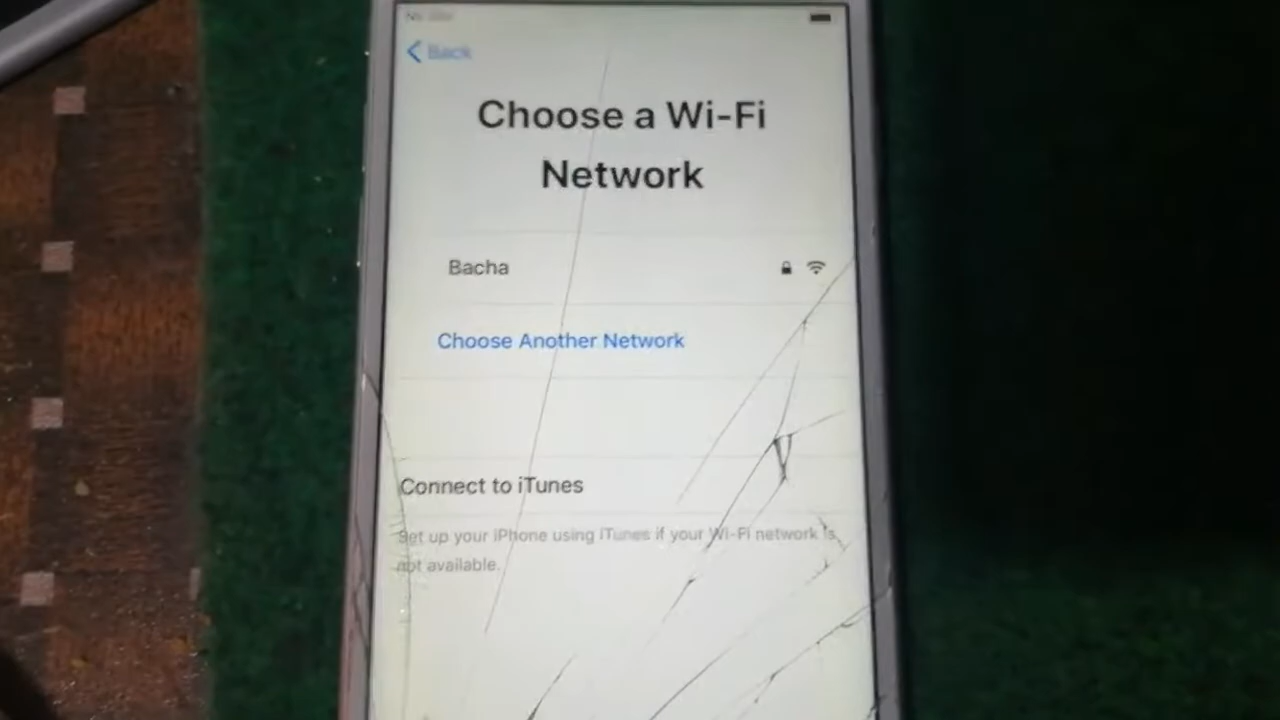 Back
Choose a Wi-Fi
Network
Bacha
Choose Another Network
Connect to iTunes
Set up your iPhone using iTunes if your Wi-Fi network is
not available.